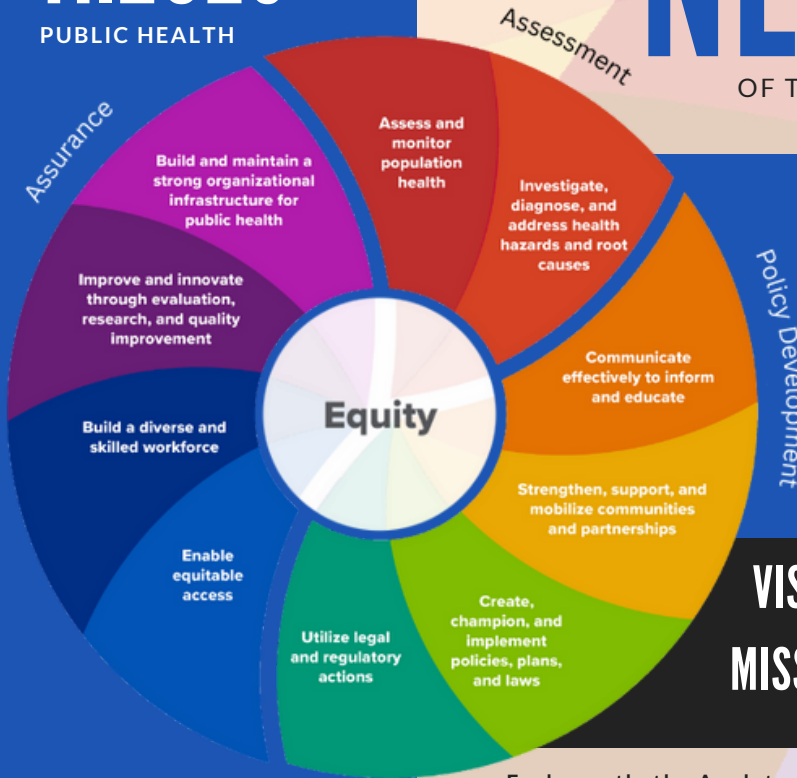 PUBLIC HEALTH
NE
OF T
Assessment
Assurance
Policy Development
Assess and
monitor
population
health
Investigate,
diagnose, and
address health
hazards and root
causes
Communicate
effectively to inform
and educate
Strengthen, support, and
mobilize communities
and partnerships
Create,
champion, and
implement
policies, plans,
and laws
Utilize legal
and regulatory
actions
Enable
equitable
access
Build a diverse and
skilled workforce
Improve and innovate
through evaluation,
research, and quality
improvement
Build and maintain a
strong organizational
infrastructure for
public health
Equity
VIS
MISS